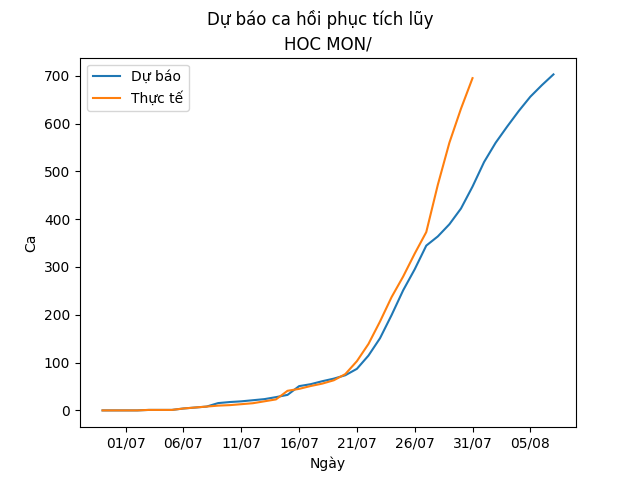 Dự báo ca hồi phục tích lũy
HOC MON/
Dự báo
Thực tế
700
600
500
400
300
200
100
0
Ca
01/07 06/07 11/07 16/07 21/07 26/07 31/07 05/08
Ngày